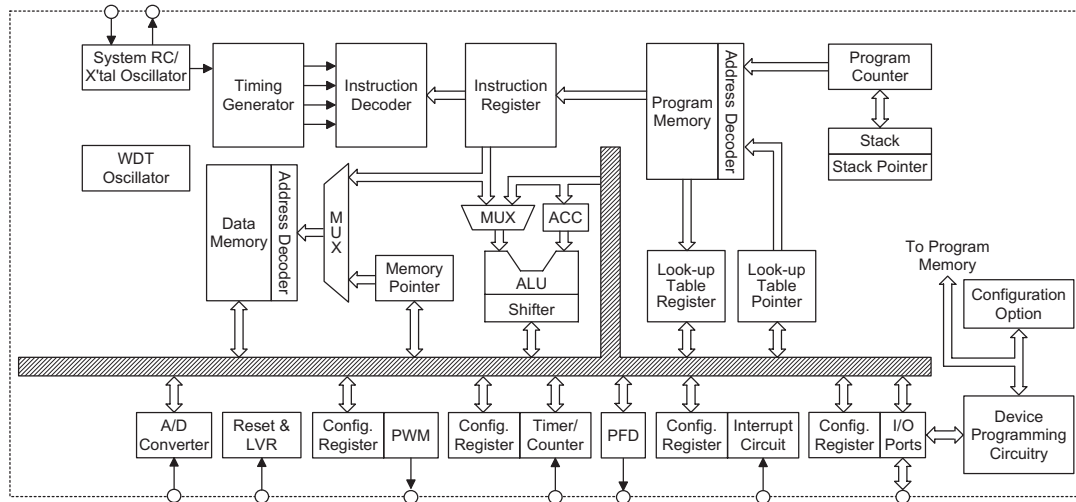 System RC/
X'tal Oscillator
Timing
Generator
Instruction
Decoder
Instruction
Register
Program
Memory
Address Decoder
Program
Counter
Stack
Stack Pointer
WDT
Oscillator
Data
Memory
Address Decoder
MUX
MUX
ACC
Memory
Pointer
ALU
Shifter
Look-up
Table
Register
Look-up
Table
Pointer
To Program
Memory
Configuration
Option
A/D
Converter
Reset &
LVR
Config.
Register
PWM
Config.
Register
Timer/
Counter
PFD
Config.
Register
Interrupt
Circuit
Config.
Register
I/O
Ports
Device
Programming
Circuitry